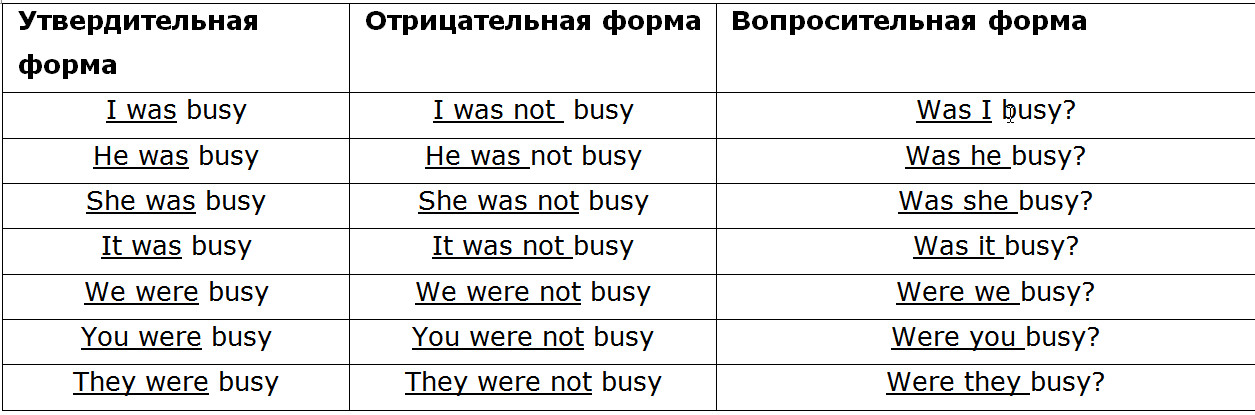 Утвердительная Отрицательная форма Вопросительная форма
форма
I was busy I was not busy Was I busy?
He was busy He was not busy Was he busy?
She was busy She was not busy Was she busy?
It was busy It was not busy Was it busy?
We were busy We were not busy Were we busy?
You were busy You were not busy Were you busy?
They were busy They were not busy Were they busy?